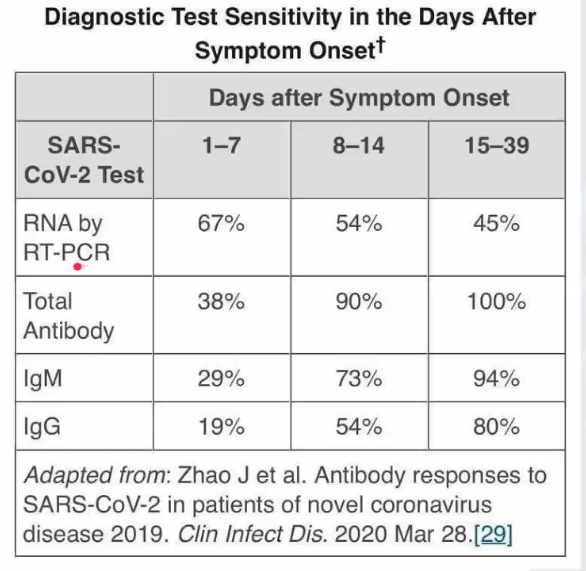 Diagnostic Test Sensitivity in the Days After
Symptom Onset†
Days after Symptom Onset
SARS-
CoV-2 Test
1–7
8–14
15–39
RNA by
RT-PCR
67%
54%
45%
Total
Antibody
38%
90%
100%
IgM
29%
73%
94%
IgG
19%
54%
80%
Adapted from: Zhao J et al. Antibody responses to
SARS-CoV-2 in patients of novel coronavirus
disease 2019. Clin Infect Dis. 2020 Mar 28.[29]